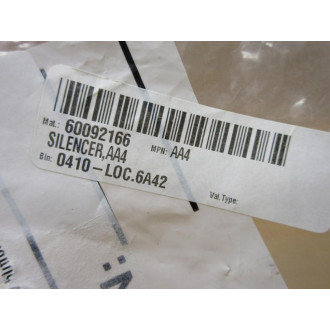 Mat.: 60092166 MPN: AA4
SILENCER,AA4
Bin: 0410-LOC.6A42 Val.Type:
N: